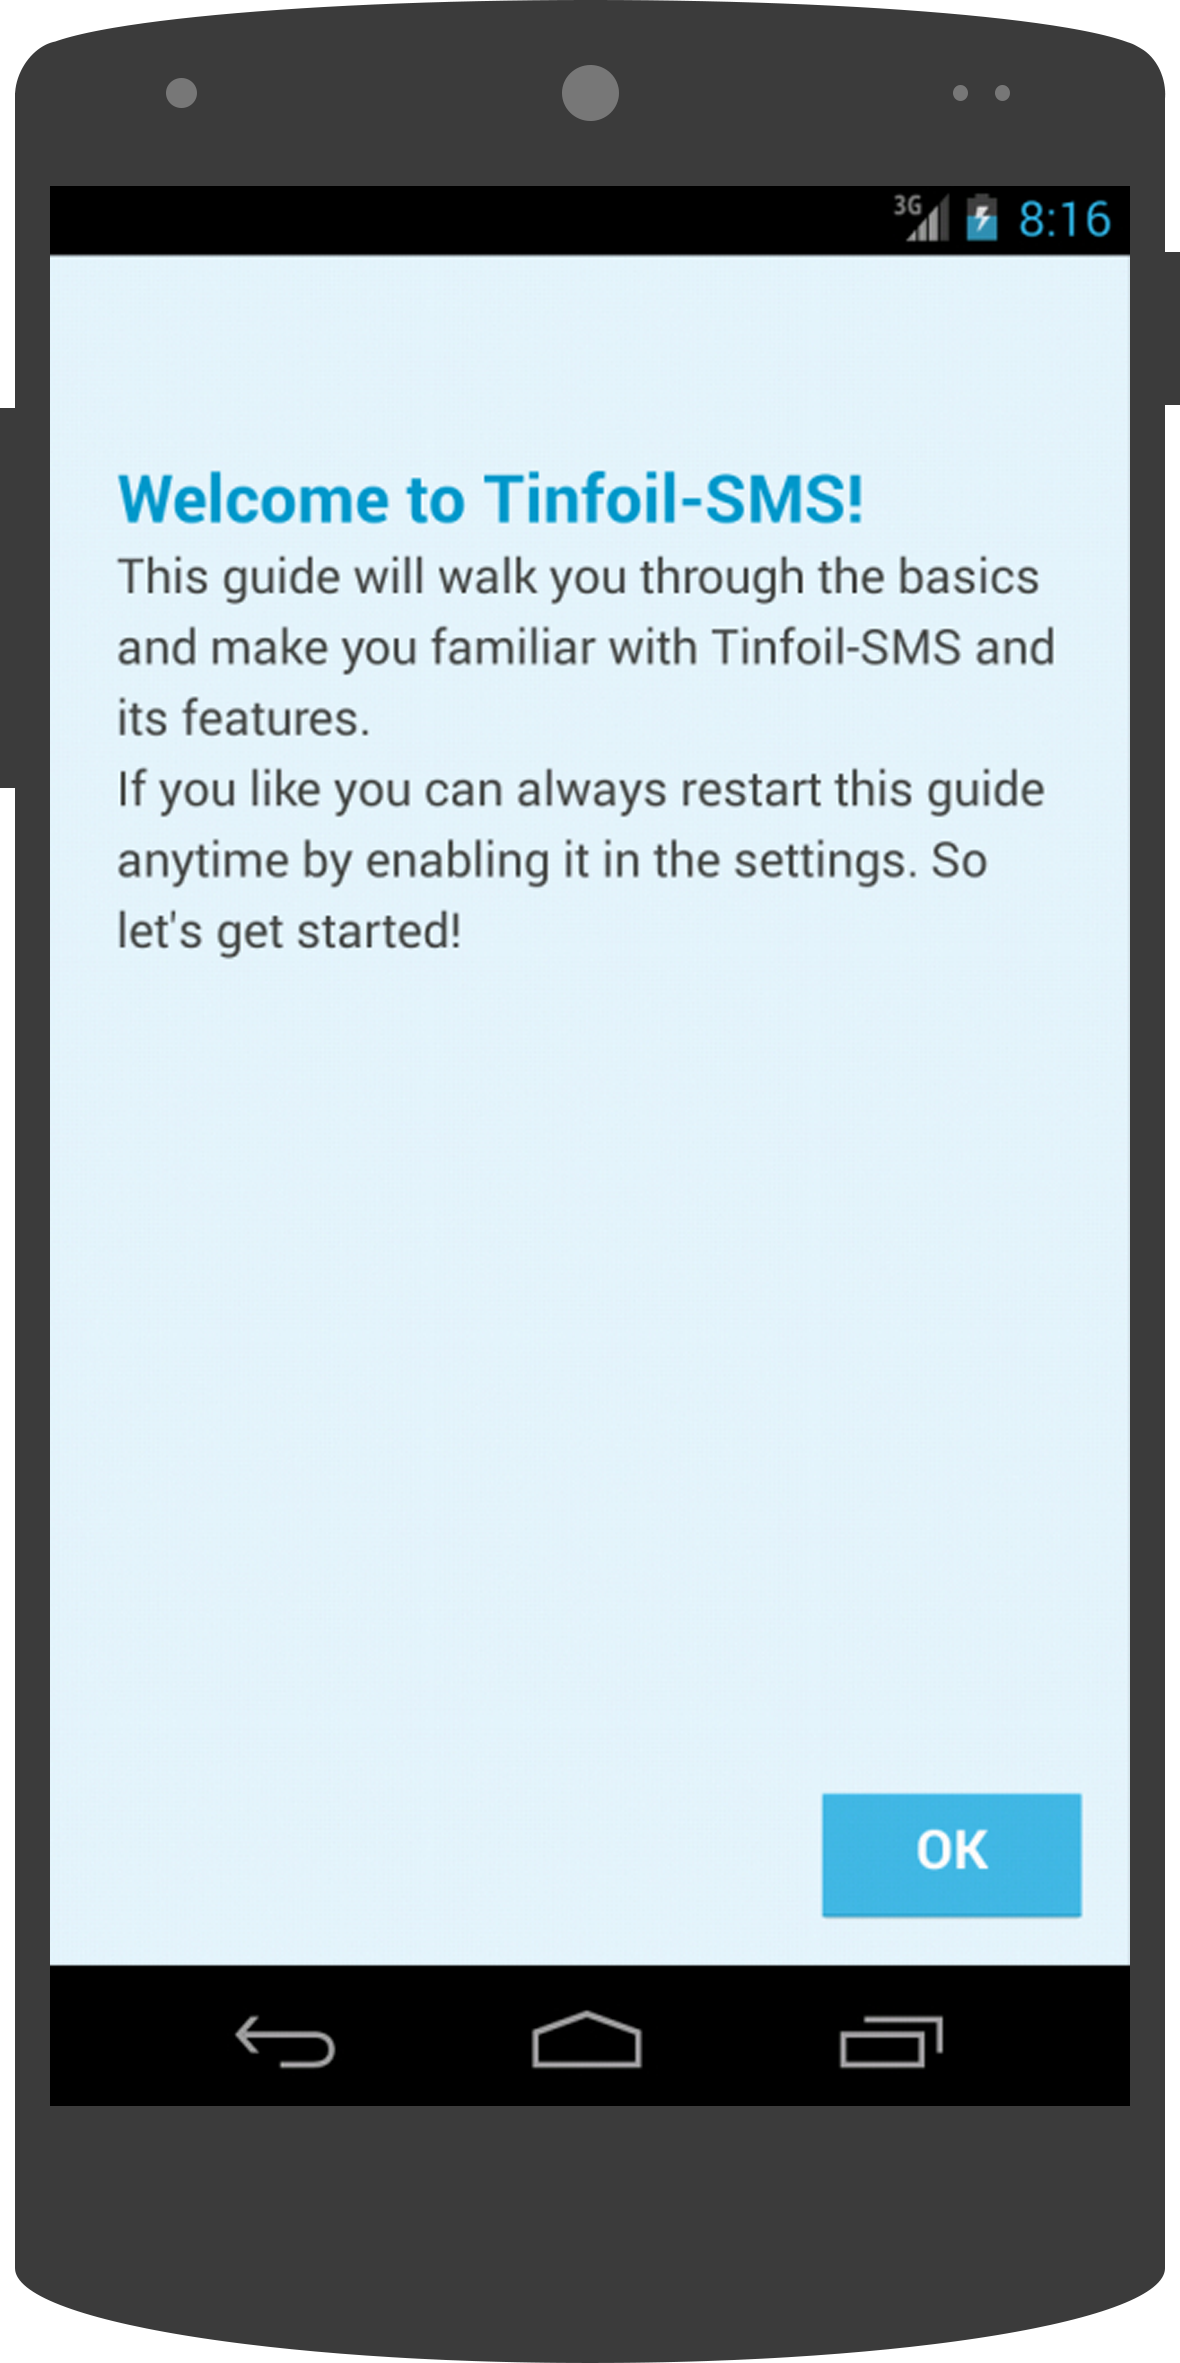 3G 8:16
Welcome to Tinfoil-SMS!
This guide will walk you through the basics
and make you familiar with Tinfoil-SMS and
its features.
If you like you can always restart this guide
anytime by enabling it in the settings. So
let's get started!
OK